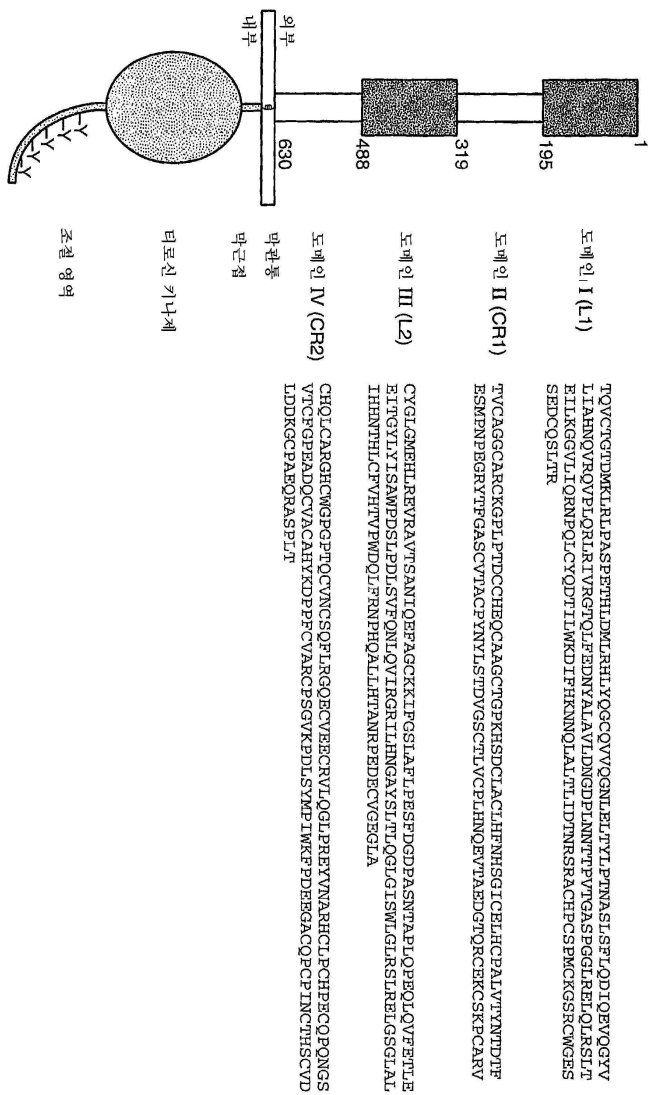 1
195
319
488
630
외부
내부
도메인 I (L1)
TQVCTGTDMKLRLPASPETHLDMLRHLYQGCQVVQGNLELTYLPTNASLSFLQDIQEVQGYV
LIAHNQVRQVPLQRLRIVRGTQLFEDNYALAVLDNGDPLNNTTPVTGASPGGLRELQLRSLT
EILKGGVLIQRNPQLCYQDTILWKDIFHKNNQLALTLIDTNRSRACHPCSPMCKGSRCWGES
SEDCQSLTR
도메인 II (CR1)
TVCAGGCARCKGPLPTDCCHEQCAAGCTGPKHSDCLACLHFNHSGICELHCPALVTYNTDTF
ESMPNPEGRYTFGASCVTACPYNYLSTDVGSCTLVCPLHNQEVTAEDGTQRCEKCSKPCARV
도메인 III (L2)
CYGLGMEHLREVRAVTSANIQEFAGCKKIFGSLAFLPESFDGDPASNTAPLQPEQLQVFETLE
EITGYLYISAWPDSLPDLSVFQNLQVIRGRILHNGAYSLTLQGLGISWLGLRSLRELGSGLAL
IHHNTHLCFVHTVPWDQLFRNPHQALLHTANRPEDECVGEGLA
도메인 IV (CR2)
CHQLCARGHCWGPGPTQCVNCSQFLRGQECVEECRVLQGLPREYVNARHCLPCHPECQPQNGS
VTCFGPEADQCVACAHYKDPPFCVARCPSGVKPDLSYMPIWKFPDEEGACQPCPINCTHSCVD
LDDKGCPAEQRASPLT
막관통
막근접
티로신 키나제
조절 영역
Y
Y
Y
Y
Y